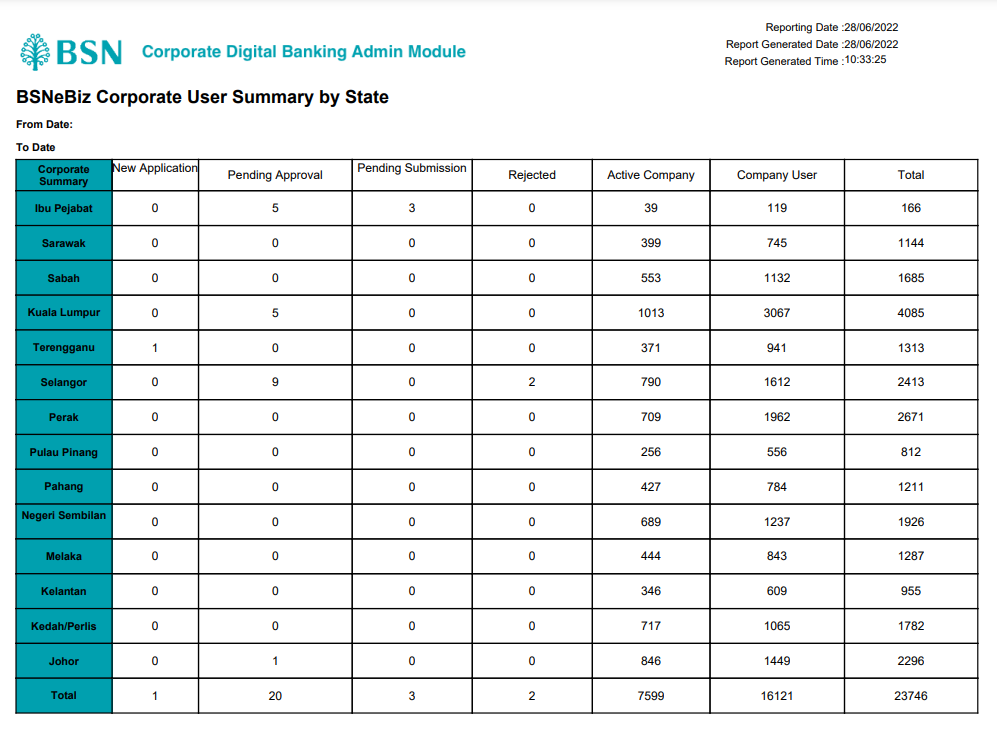 Reporting Date :28/06/2022
Report Generated Date :28/06/2022
Report Generated Time :10:33:25
BSN Corporate Digital Banking Admin Module
BSNeBiz Corporate User Summary by State
From Date:
To Date
Corporate Summary New Application Pending Approval Pending Submission Rejected Active Company Company User Total
Ibu Pejabat 0 5 3 0 39 119 166
Sarawak 0 0 0 0 399 745 1144
Sabah 0 0 0 0 553 1132 1685
Kuala Lumpur 0 5 0 0 1013 3067 4085
Terengganu 1 0 0 0 371 941 1313
Selangor 0 9 0 2 790 1612 2413
Perak 0 0 0 0 709 1962 2671
Pulau Pinang 0 0 0 0 256 556 812
Pahang 0 0 0 0 427 784 1211
Negeri Sembilan 0 0 0 0 689 1237 1926
Melaka 0 0 0 0 444 843 1287
Kelantan 0 0 0 0 346 609 955
Kedah/Perlis 0 0 0 0 717 1065 1782
Johor 0 1 0 0 846 1449 2296
Total 1 20 3 2 7599 16121 23746